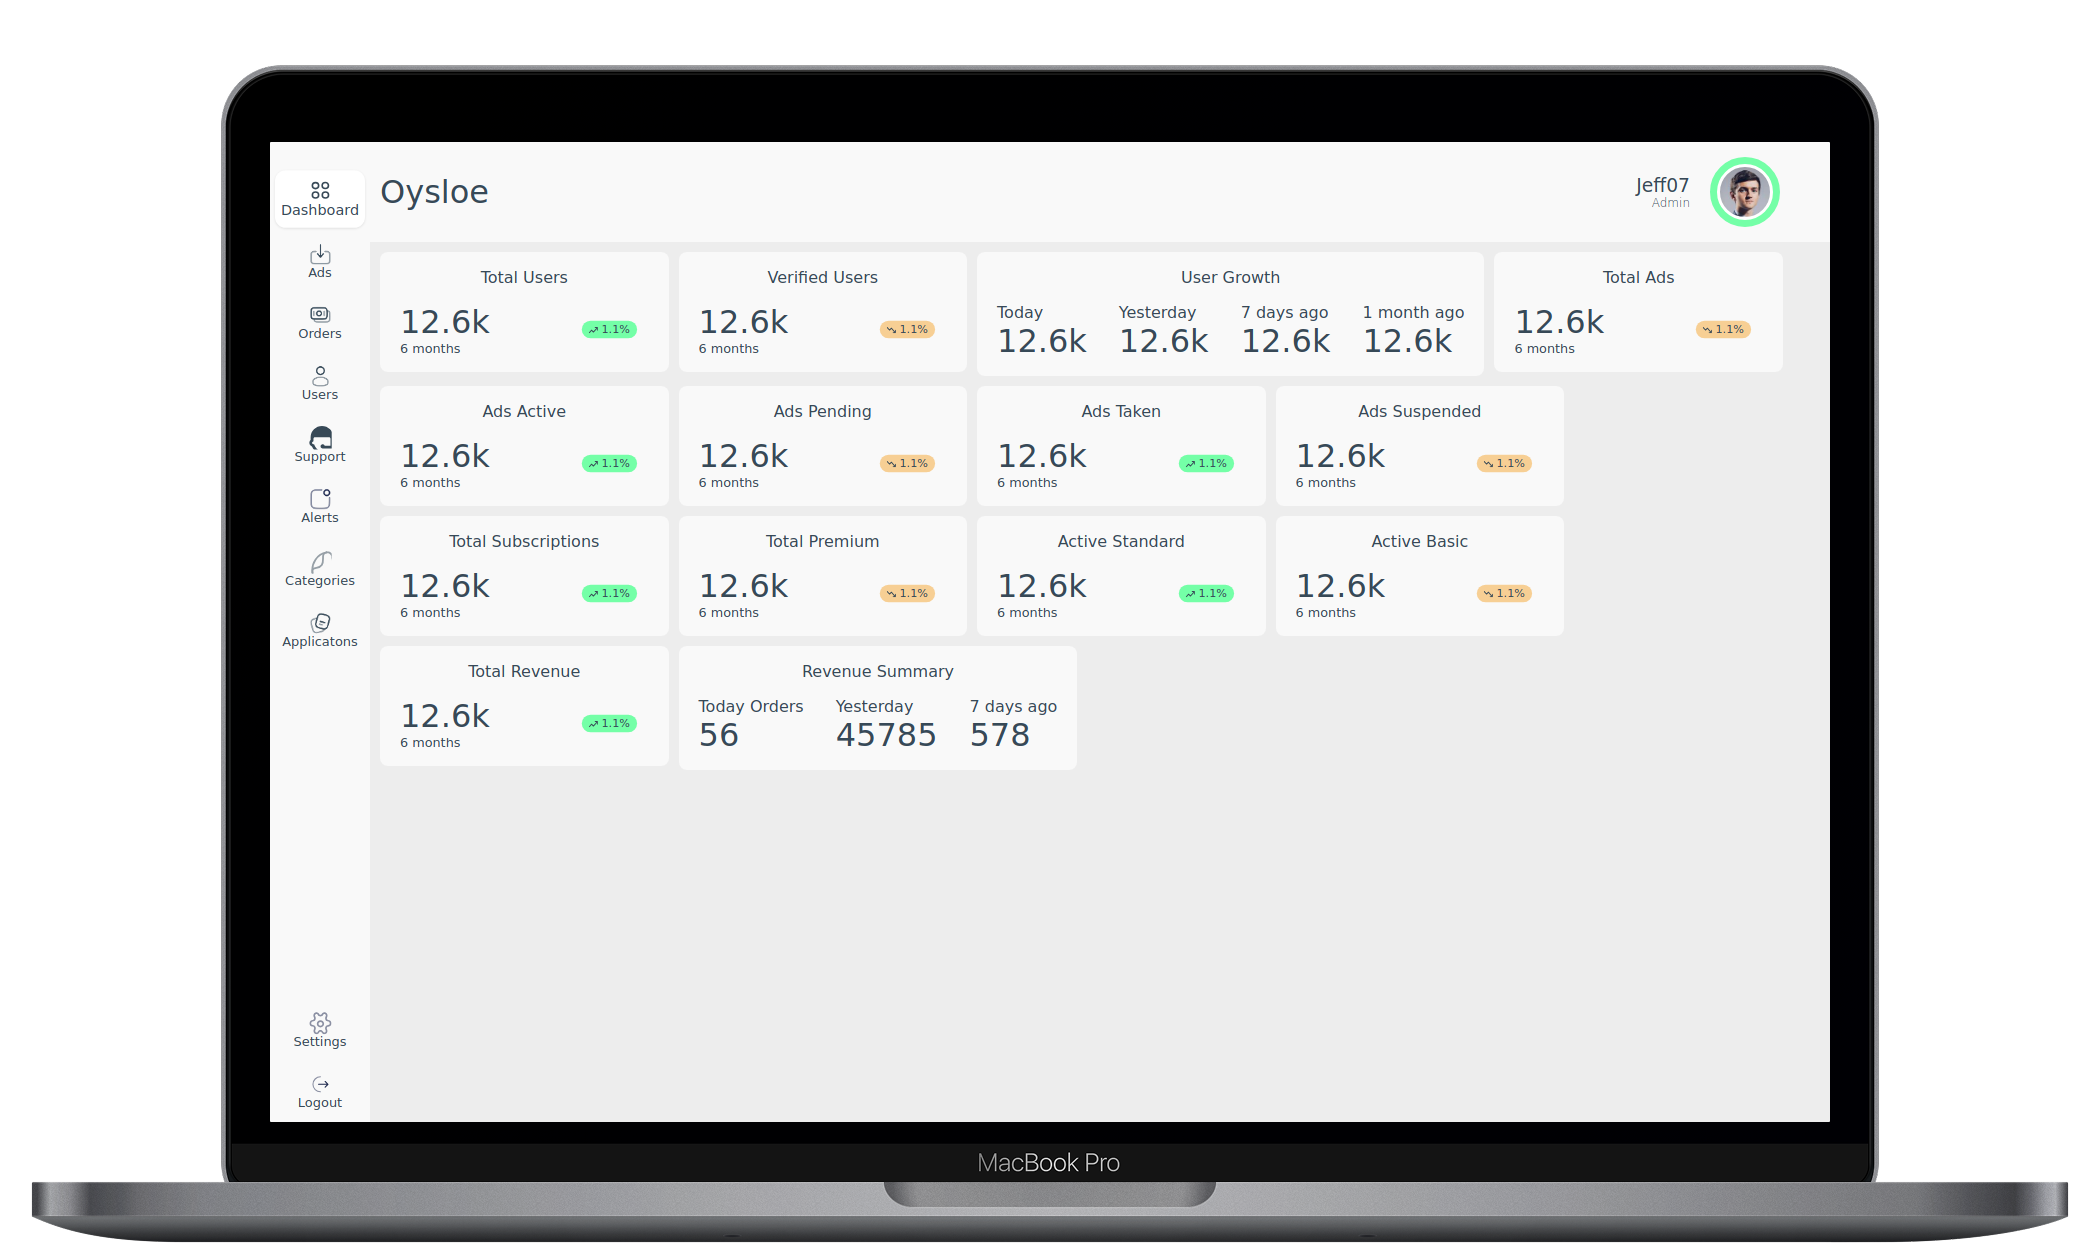 Oysloe
Jeff07
Admin
Dashboard
Ads
Orders
Users
Support
Alerts
Categories
Applicatons
Settings
Logout
Total Users
12.6k
6 months
1.1%
Verified Users
12.6k
6 months
1.1%
User Growth
Today Yesterday 7 days ago 1 month ago
12.6k 12.6k 12.6k 12.6k
Total Ads
12.6k
6 months
1.1%
Ads Active
12.6k
6 months
1.1%
Ads Pending
12.6k
6 months
1.1%
Ads Taken
12.6k
6 months
1.1%
Ads Suspended
12.6k
6 months
1.1%
Total Subscriptions
12.6k
6 months
1.1%
Total Premium
12.6k
6 months
1.1%
Active Standard
12.6k
6 months
1.1%
Active Basic
12.6k
6 months
1.1%
Total Revenue
12.6k
6 months
1.1%
Revenue Summary
Today Orders Yesterday 7 days ago
56 45785 578
MacBook Pro